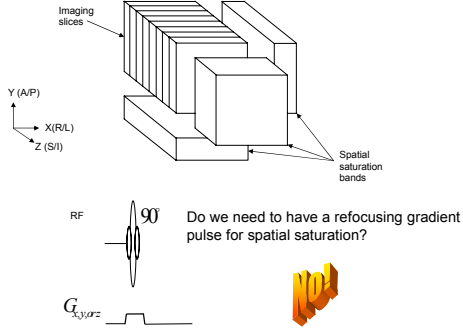 Imaging
slices
Y (A/P)
X(R/L)
Z (S/I)
Spatial
saturation
bands
RF
90°
Do we need to have a refocusing gradient
pulse for spatial saturation?
No!
Gx,y,orz